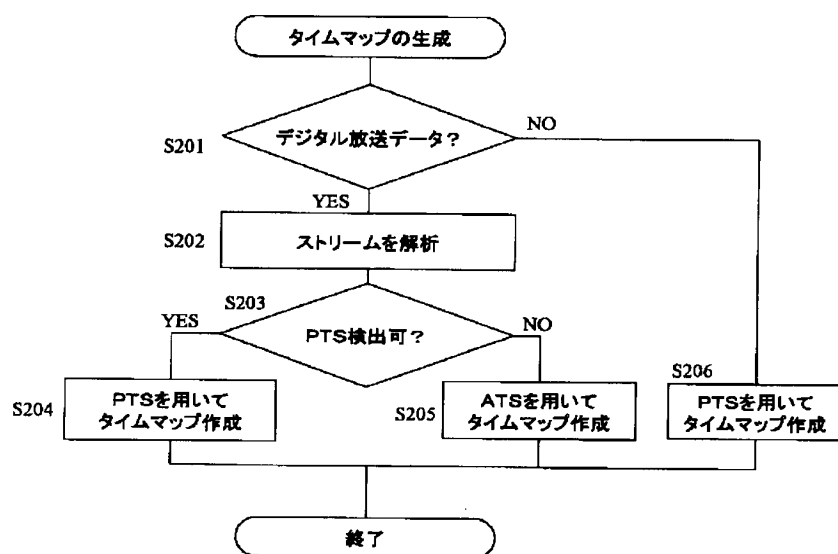 タイムマップの生成
S201
デジタル放送データ?
NO
YES
S202
ストリームを解析
S203
YES
PTS検出可?
NO
S204
PTSを用いて
タイムマップ作成
S205
ATSを用いて
タイムマップ作成
S206
PTSを用いて
タイムマップ作成
終了